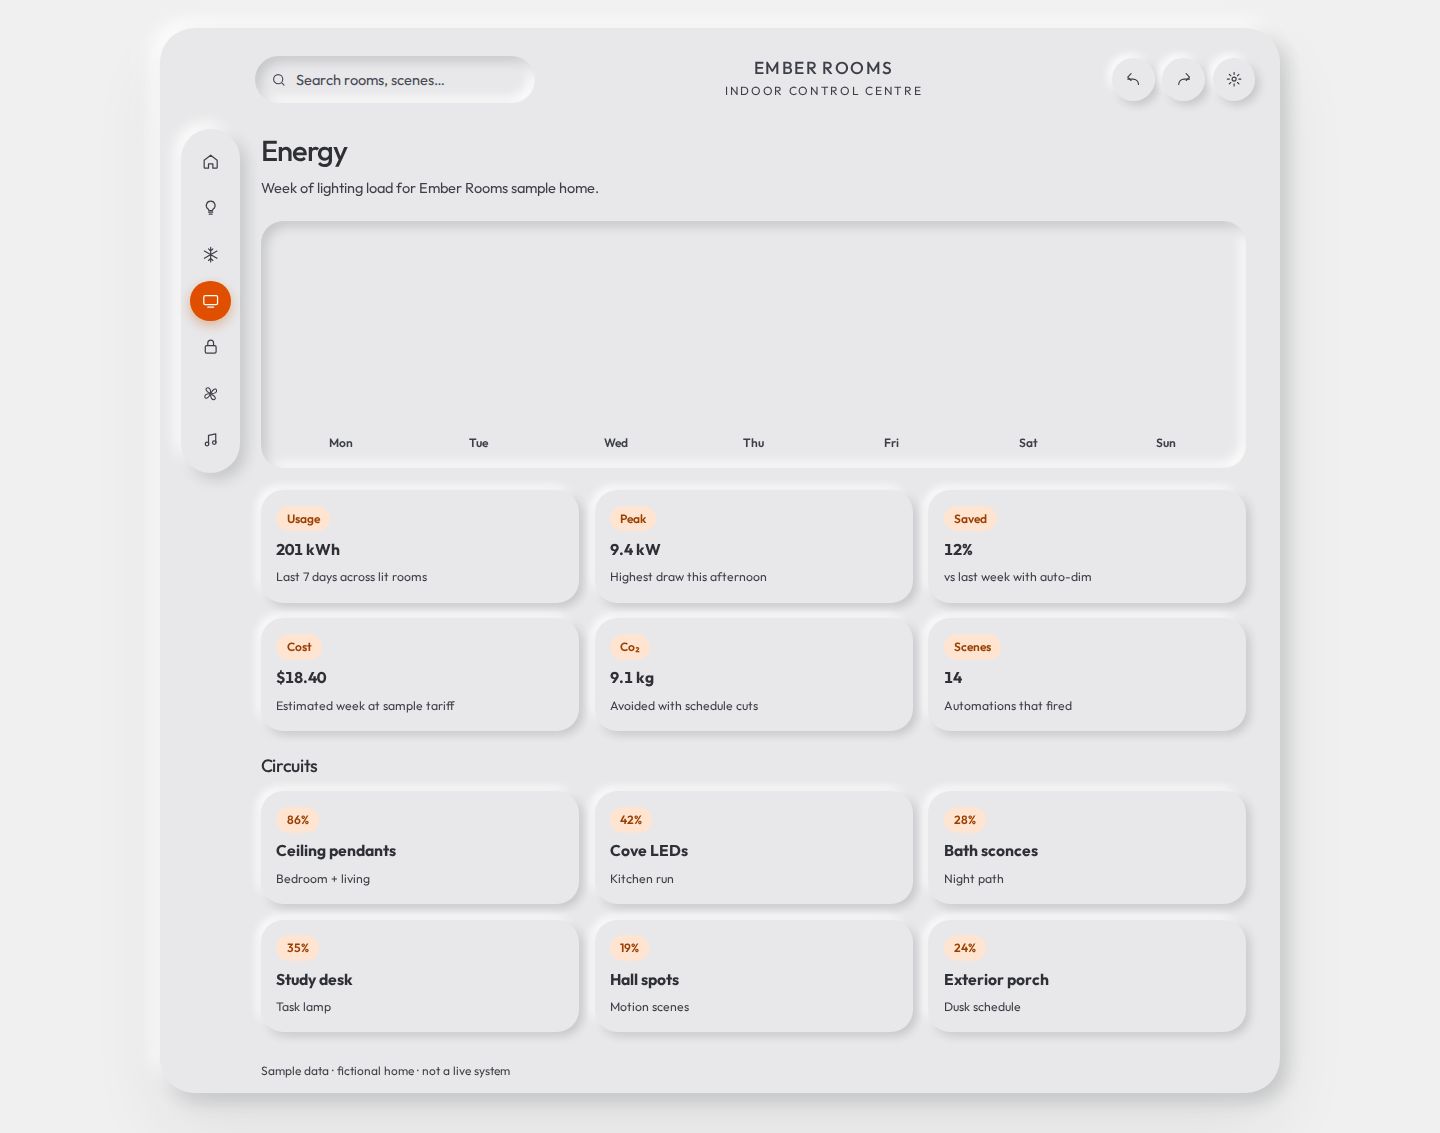 Search rooms, scenes...
EMBER ROOMS
INDOOR CONTROL CENTRE
Energy
Week of lighting load for Ember Rooms sample home.
Mon Tue Wed Thu Fri Sat Sun
Usage
201 kWh
Last 7 days across lit rooms
Peak
9.4 kW
Highest draw this afternoon
Saved
12%
vs last week with auto-dim
Cost
$18.40
Estimated week at sample tariff
Co₂
9.1 kg
Avoided with schedule cuts
Scenes
14
Automations that fired
Circuits
86%
Ceiling pendants
Bedroom + living
42%
Cove LEDs
Kitchen run
28%
Bath sconces
Night path
35%
Study desk
Task lamp
19%
Hall spots
Motion scenes
24%
Exterior porch
Dusk schedule
Sample data · fictional home · not a live system